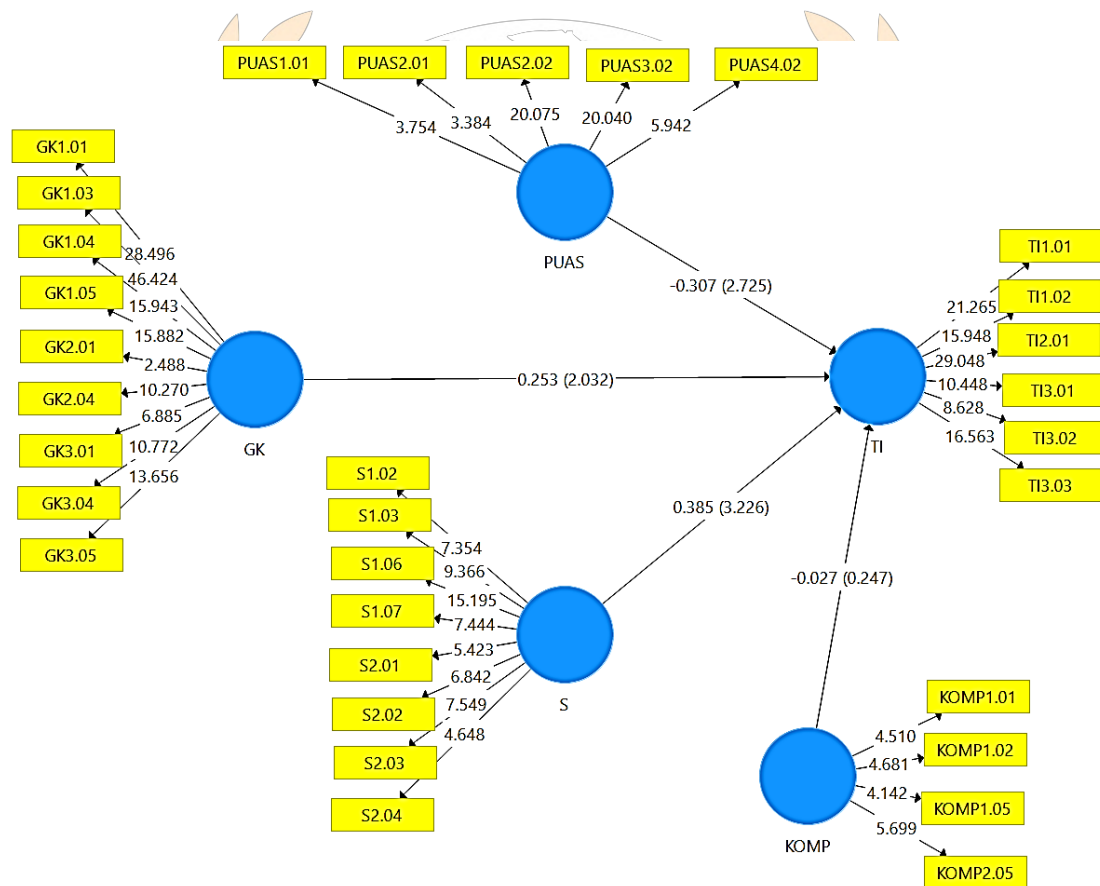 PUAS1.01
PUAS2.01
PUAS2.02
PUAS3.02
PUAS4.02
3.754
3.384
20.075
20.040
5.942
PUAS
GK1.01
GK1.03
GK1.04
GK1.05
GK2.01
GK2.04
GK3.01
GK3.04
GK3.05
28.496
46.424
15.943
15.882
2.488
10.270
6.885
10.772
13.656
GK
-0.307 (2.725)
0.253 (2.032)
0.385 (3.226)
-0.027 (0.247)
TI1.01
TI1.02
TI2.01
TI3.01
TI3.02
TI3.03
21.265
15.948
29.048
10.448
8.628
16.563
TI
S1.02
S1.03
S1.06
S1.07
S2.01
S2.02
S2.03
S2.04
7.354
9.366
15.195
7.444
5.423
6.842
7.549
4.648
S
KOMP1.01
KOMP1.02
KOMP1.05
KOMP2.05
4.510
4.681
4.142
5.699
KOMP